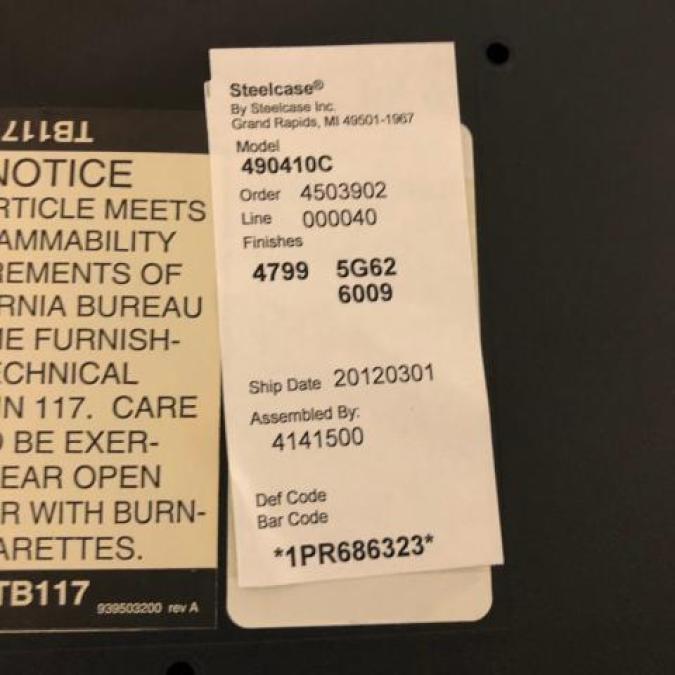 TB117
NOTICE
RTICLE MEETS
AMMABILITY
REMENTS OF
RNIA BUREAU
ME FURNISH-
ECHNICAL
IN 117. CARE
BE EXER-
EAR OPEN
R WITH BURN-
ARETTES.
TB117
939503200 rev A
Steelcase®
By Steelcase Inc.
Grand Rapids, MI 49501-1967
Model
490410C
Order 4503902
Line 000040
Finishes
4799 5G62
6009
Ship Date 20120301
Assembled By:
4141500
Def Code
Bar Code
*1PR686323*